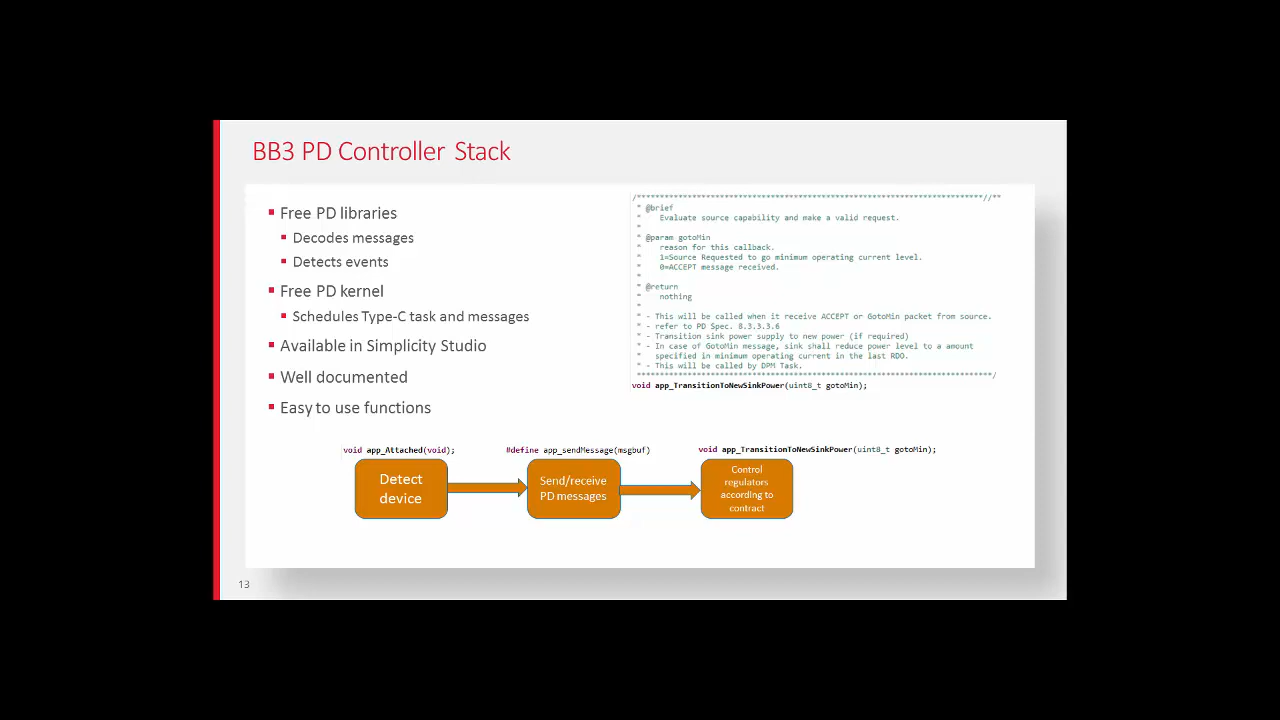 BB3 PD Controller Stack
Free PD libraries
Decodes messages
Detects events
Free PD kernel
Schedules Type-C task and messages
Available in Simplicity Studio
Well documented
Easy to use functions
/**************************************************************************//**
* @brief
*    Evaluate source capability and make a valid request.
*
* @param gotoMin
*    reason for this callback.
*    1=Source Requested to go minimum operating current level.
*    0=ACCEPT message received.
*
* @return
*    nothing
*
* - This will be called when it receive ACCEPT or GotoMin packet from source.
* - refer to PD Spec. 8.3.3.3.6
* - Transition sink power supply to new power (if required)
* - In case of GotoMin message, sink shall reduce power level to a amount
*   specified in minimum operating current in the last RDO.
* - This will be called by DPM Task.
*****************************************************************************/
void app_TransitionToNewSinkPower(uint8_t gotoMin);
void app_Attached(void);
#define app_sendMessage(msgbuf)
void app_TransitionToNewSinkPower(uint8_t gotoMin);
Detect
device
Send/receive
PD messages
Control
regulators
according to
contract
13